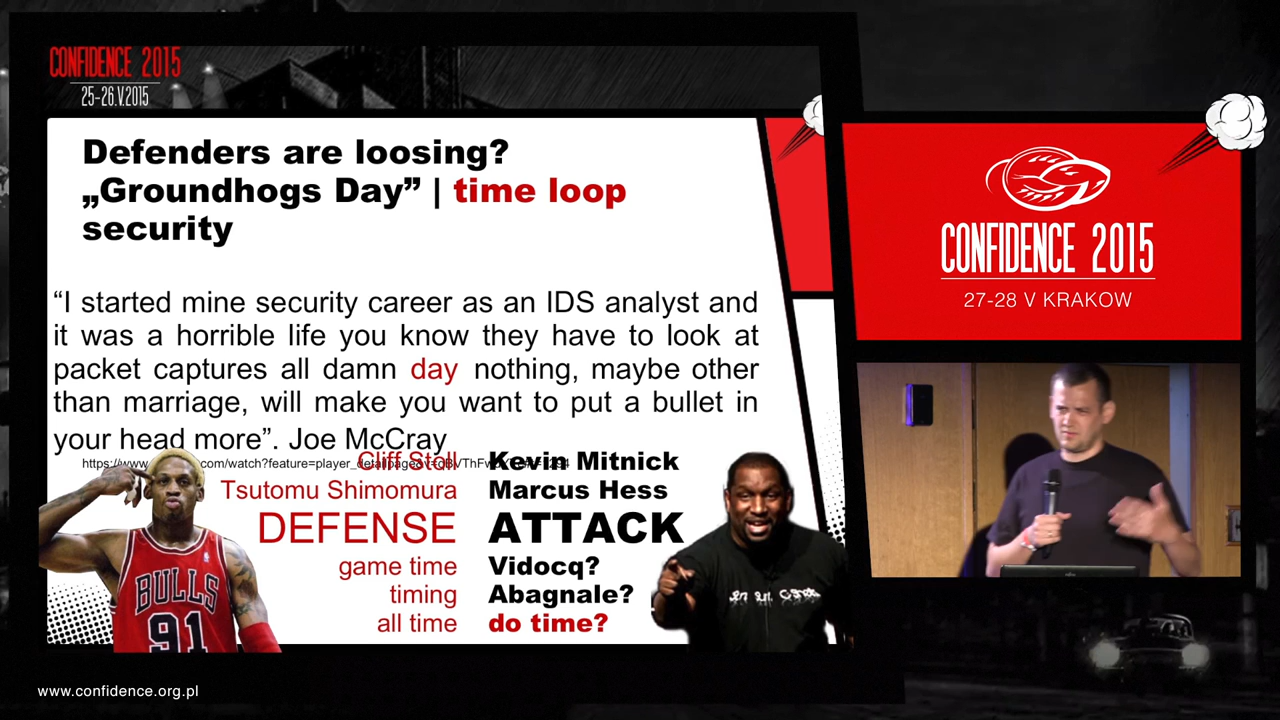 CONFIDENCE 2015
25-26.V.2015
Defenders are loosing?
„Groundhogs Day” | time loop
security
“I started mine security career as an IDS analyst and
it was a horrible life you know they have to look at
packet captures all damn day nothing, maybe other
than marriage, will make you want to put a bullet in
your head more”. Joe McCray
Cliff Stoll Kevin Mitnick
Tsutomu Shimomura Marcus Hess
DEFENSE ATTACK
game time Vidocq?
timing Abagnale?
all time do time?
BULLS
91
CONFIDENCE 2015
27-28 V KRAKOW
www.confidence.org.pl